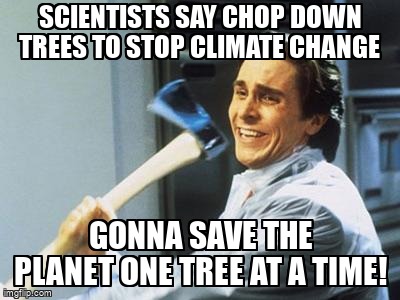 SCIENTISTS SAY CHOP DOWN
TREES TO STOP CLIMATE CHANGE
GONNA SAVE THE
PLANET ONE TREE AT A TIME!
imgflip.com